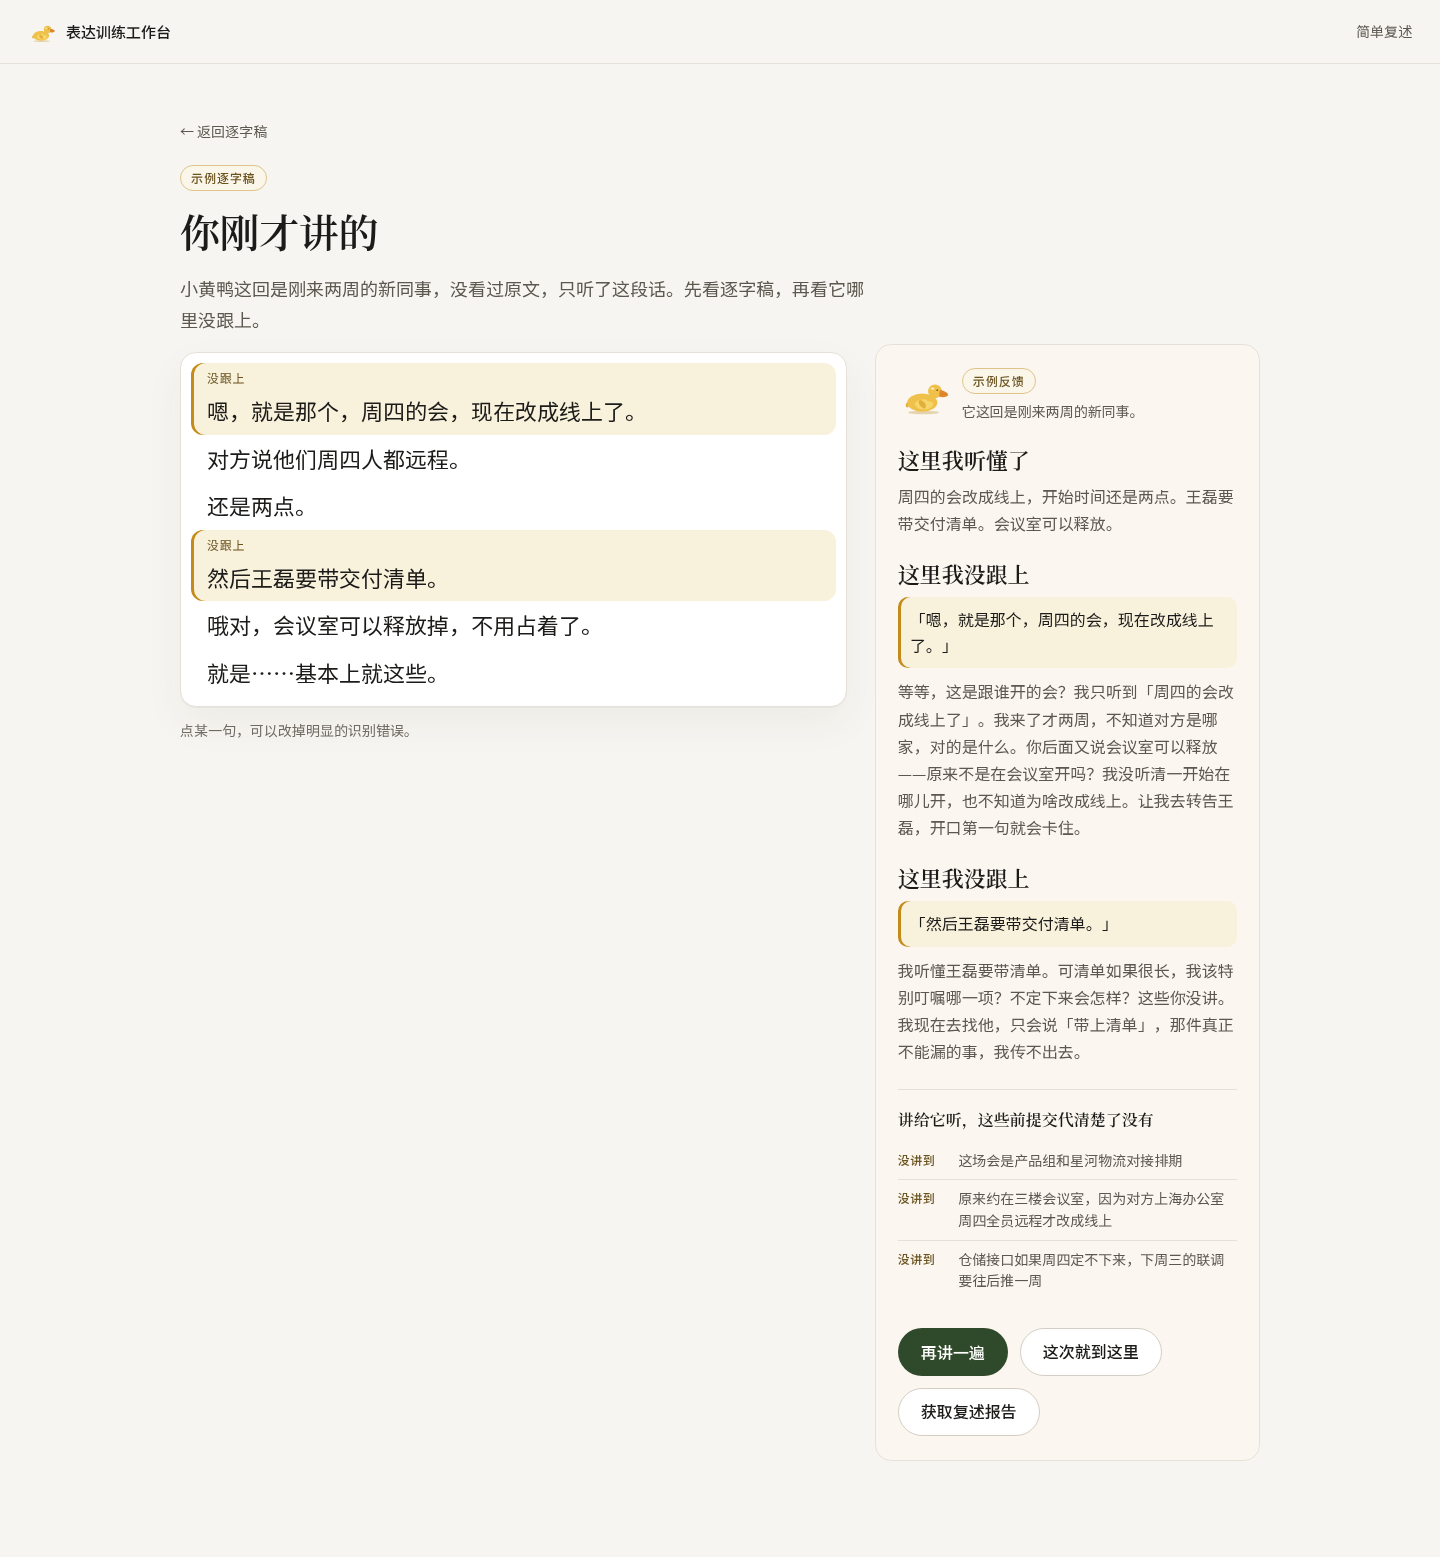 表达训练工作台
简单复述
← 返回逐字稿
示例逐字稿
你刚才讲的
小黄鸭这回是刚来两周的新同事，没看过原文，只听了这段话。先看逐字稿，再看它哪
里没跟上。
没跟上
嗯，就是那个，周四的会，现在改成线上了。
对方说他们周四人都远程。
还是两点。
没跟上
然后王磊要带交付清单。
哦对，会议室可以释放掉，不用占着了。
就是……基本上就这些。
点某一句，可以改掉明显的识别错误。
示例反馈
它这回是刚来两周的新同事。
这里我听懂了
周四的会改成线上，开始时间还是两点。王磊要
带交付清单。会议室可以释放。
这里我没跟上
「嗯，就是那个，周四的会，现在改成线上
了。」
等等，这是跟谁开的会？我只听到「周四的会改
成线上了」。我来了才两周，不知道对方是哪
家，对的是什么。你后面又说会议室可以释放
——原来不是在会议室开吗？我没听清一开始在
哪儿开，也不知道为啥改成线上。让我去转告王
磊，开口第一句就会卡住。
这里我没跟上
「然后王磊要带交付清单。」
我听懂王磊要带清单。可清单如果很长，我该特
别叮嘱哪一项？不定下来会怎样？这些你没讲。
我现在去找他，只会说「带上清单」，那件真正
不能漏的事，我传不出去。
讲给它听，这些前提交代清楚了没有
没讲到 这场会是产品组和星河物流对接排期
没讲到 原来约在三楼会议室，因为对方上海办公室
周四全员远程才改成线上
没讲到 仓储接口如果周四定不下来，下周三的联调
要往后推一周
再讲一遍
这次就到这里
获取复述报告